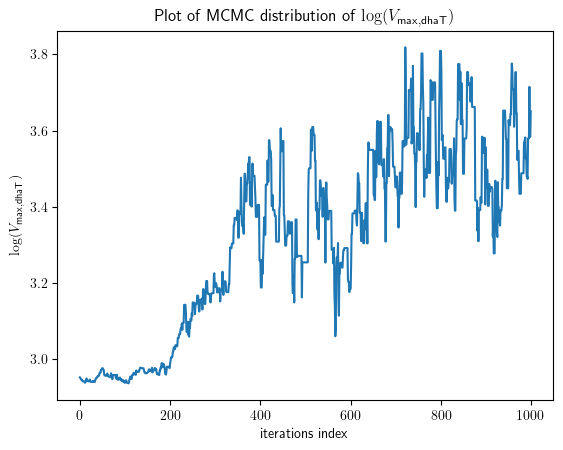 Plot of MCMC distribution of log(V_max,dhaT)
3.8
3.6
3.4
3.2
3.0
log(V_max,dhaT)
0 200 400 600 800 1000
iterations index